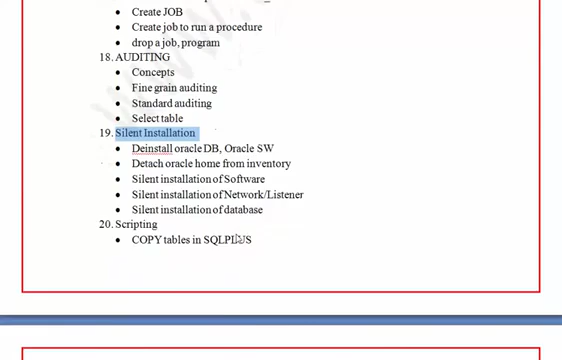 • Create JOB
• Create job to run a procedure
• drop a job, program
18. AUDITING
• Concepts
• Fine grain auditing
• Standard auditing
• Select table
19. Silent Installation
• Deinstall oracle DB, Oracle SW
• Detach oracle home from inventory
• Silent installation of Software
• Silent installation of Network/Listener
• Silent installation of database
20. Scripting
• COPY tables in SQLPLUS